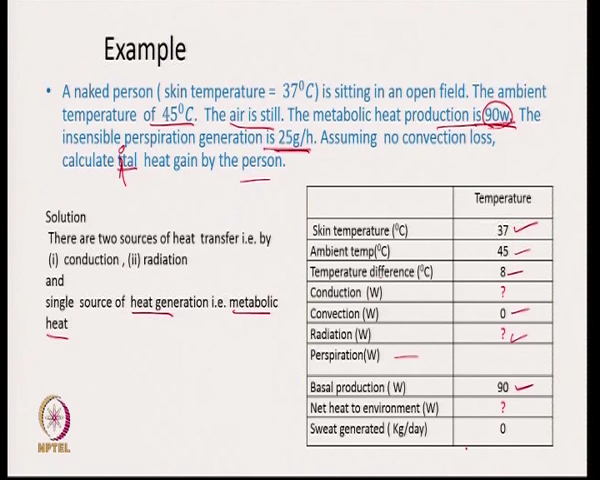 Example
• A naked person ( skin temperature = 37⁰C) is sitting in an open field. The ambient
temperature of 45⁰C. The air is still. The metabolic heat production is 90w. The
insensible perspiration generation is 25g/h. Assuming no convection loss,
calculate tal heat gain by the person.
Solution
There are two sources of heat transfer i.e. by
(i) conduction , (ii) radiation
and
single source of heat generation i.e. metabolic
heat
Temperature
Skin temperature (⁰C) 37
Ambient temp(⁰C) 45
Temperature difference (⁰C) 8
Conduction (W) ?
Convection (W) 0
Radiation (W) ?
Perspiration(W)
Basal production ( W) 90
Net heat to environment (W) ?
Sweat generated ( Kg/day) 0
NPTEL